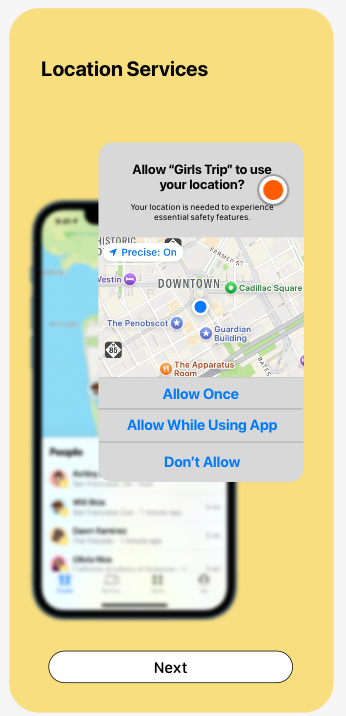 Location Services
Allow “Girls Trip” to use
your location?
Your location is needed to experience
essential safety features.
HISTORIC
Precise: On
FARMER ST
Westin
DOWNTOWN
Cadillac Square
The Penobscot
Guardian
Building
The Apparatus
Room
Allow Once
Allow While Using App
Don’t Allow
People
Next